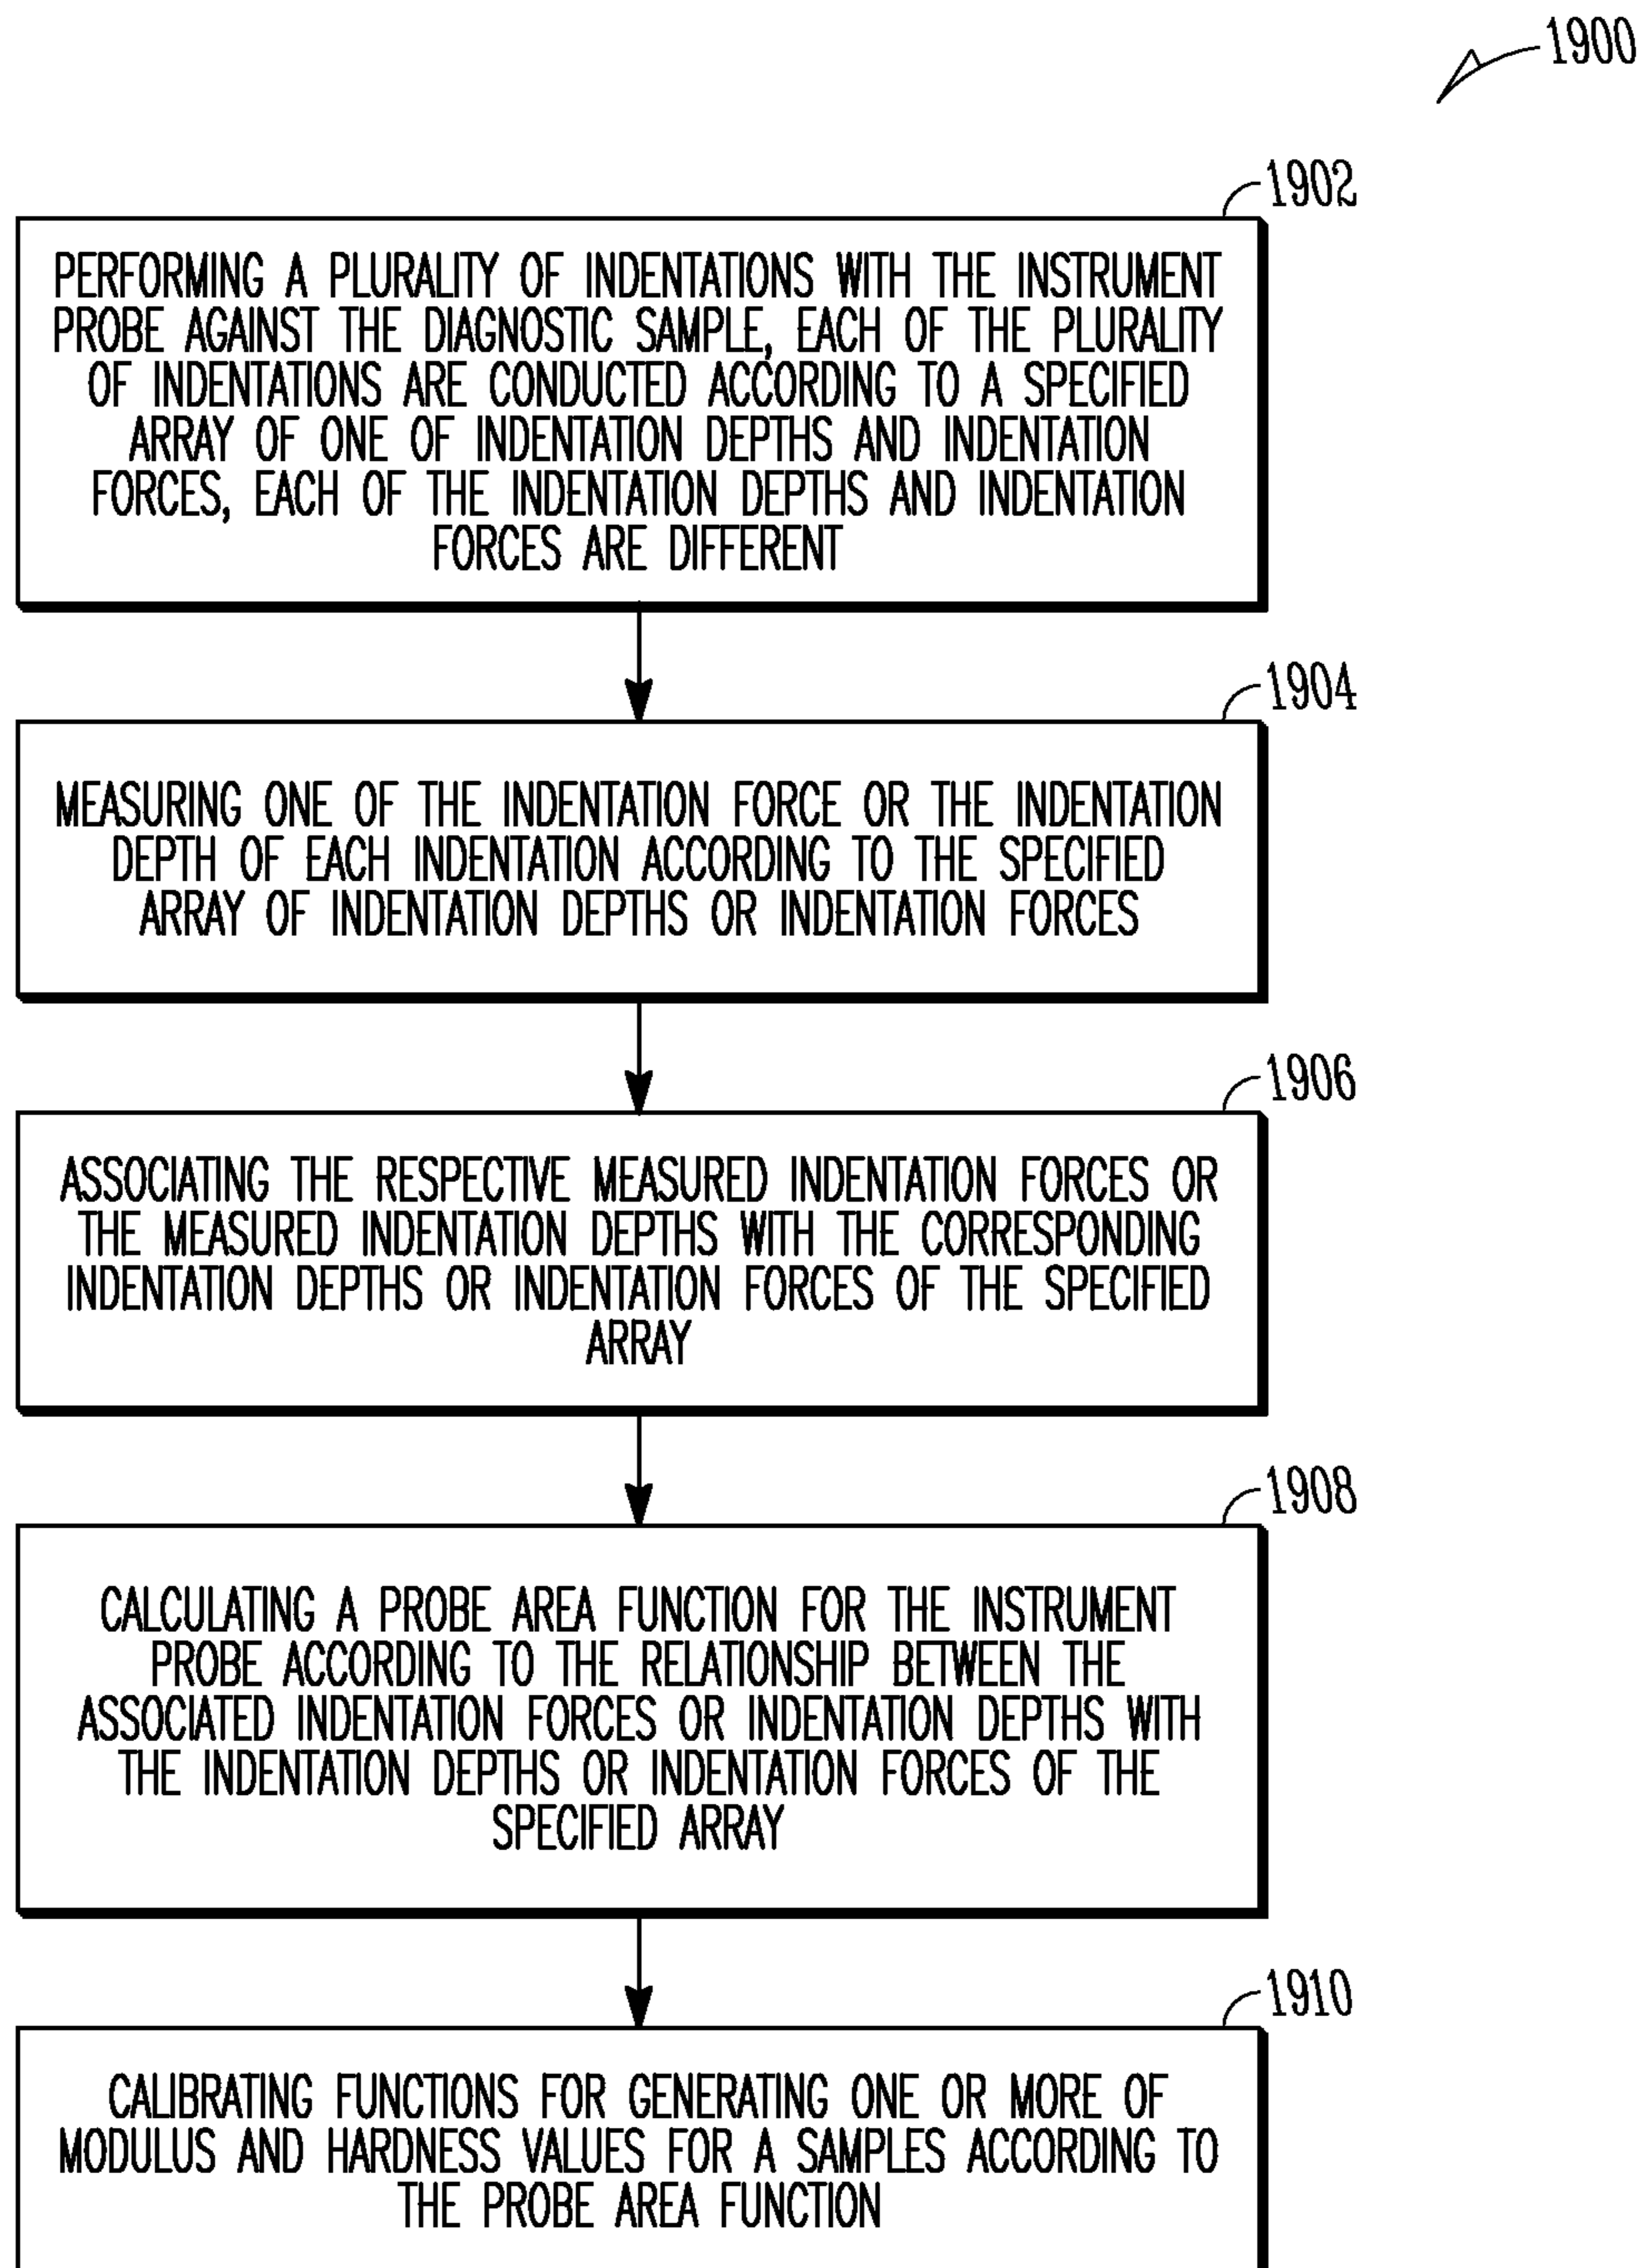 1900
1902
PERFORMING A PLURALITY OF INDENTATIONS WITH THE INSTRUMENT
PROBE AGAINST THE DIAGNOSTIC SAMPLE, EACH OF THE PLURALITY
OF INDENTATIONS ARE CONDUCTED ACCORDING TO A SPECIFIED
ARRAY OF ONE OF INDENTATION DEPTHS AND INDENTATION
FORCES, EACH OF THE INDENTATION DEPTHS AND INDENTATION
FORCES ARE DIFFERENT
1904
MEASURING ONE OF THE INDENTATION FORCE OR THE INDENTATION
DEPTH OF EACH INDENTATION ACCORDING TO THE SPECIFIED
ARRAY OF INDENTATION DEPTHS OR INDENTATION FORCES
1906
ASSOCIATING THE RESPECTIVE MEASURED INDENTATION FORCES OR
THE MEASURED INDENTATION DEPTHS WITH THE CORRESPONDING
INDENTATION DEPTHS OR INDENTATION FORCES OF THE SPECIFIED
ARRAY
1908
CALCULATING A PROBE AREA FUNCTION FOR THE INSTRUMENT
PROBE ACCORDING TO THE RELATIONSHIP BETWEEN THE
ASSOCIATED INDENTATION FORCES OR INDENTATION DEPTHS WITH
THE INDENTATION DEPTHS OR INDENTATION FORCES OF THE
SPECIFIED ARRAY
1910
CALIBRATING FUNCTIONS FOR GENERATING ONE OR MORE OF
MODULUS AND HARDNESS VALUES FOR A SAMPLES ACCORDING TO
THE PROBE AREA FUNCTION